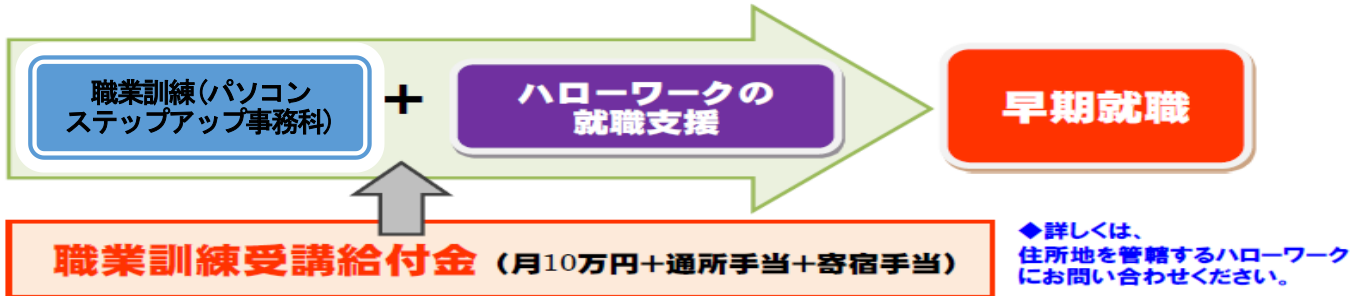 職業訓練(パソコン
ステップアップ事務科)
+
ハローワークの
就職支援
早期就職
職業訓練受講給付金(月10万円+通所手当+寄宿手当)
◆詳しくは、
住所地を管轄するハローワーク
にお問い合わせください。